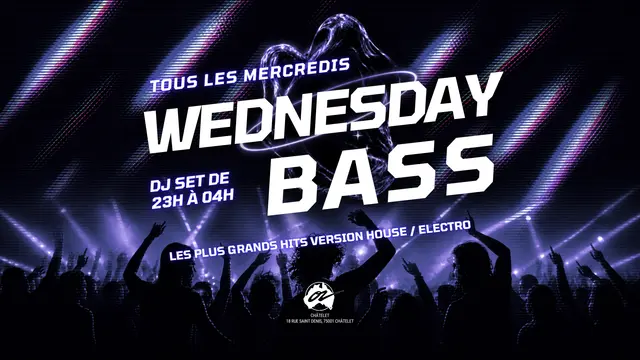 TOUS LES MERCREDIS
WEDNESDAY
BASS
DJ SET DE
23H À 04H
LES PLUS GRANDS HITS VERSION HOUSE / ELECTRO
OZ
CHÂTELET
18 RUE SAINT DENIS, 75001 CHÂTELET